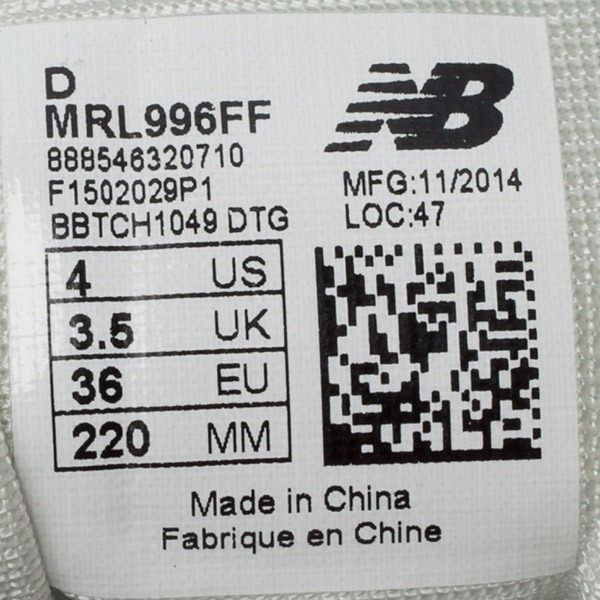 D
MRL996FF
888546320710
F1502029P1
BBTCH1049 DTG
NB
MFG:11/2014
LOC:47
4 US
3.5 UK
36 EU
220 MM
Made in China
Fabrique en Chine